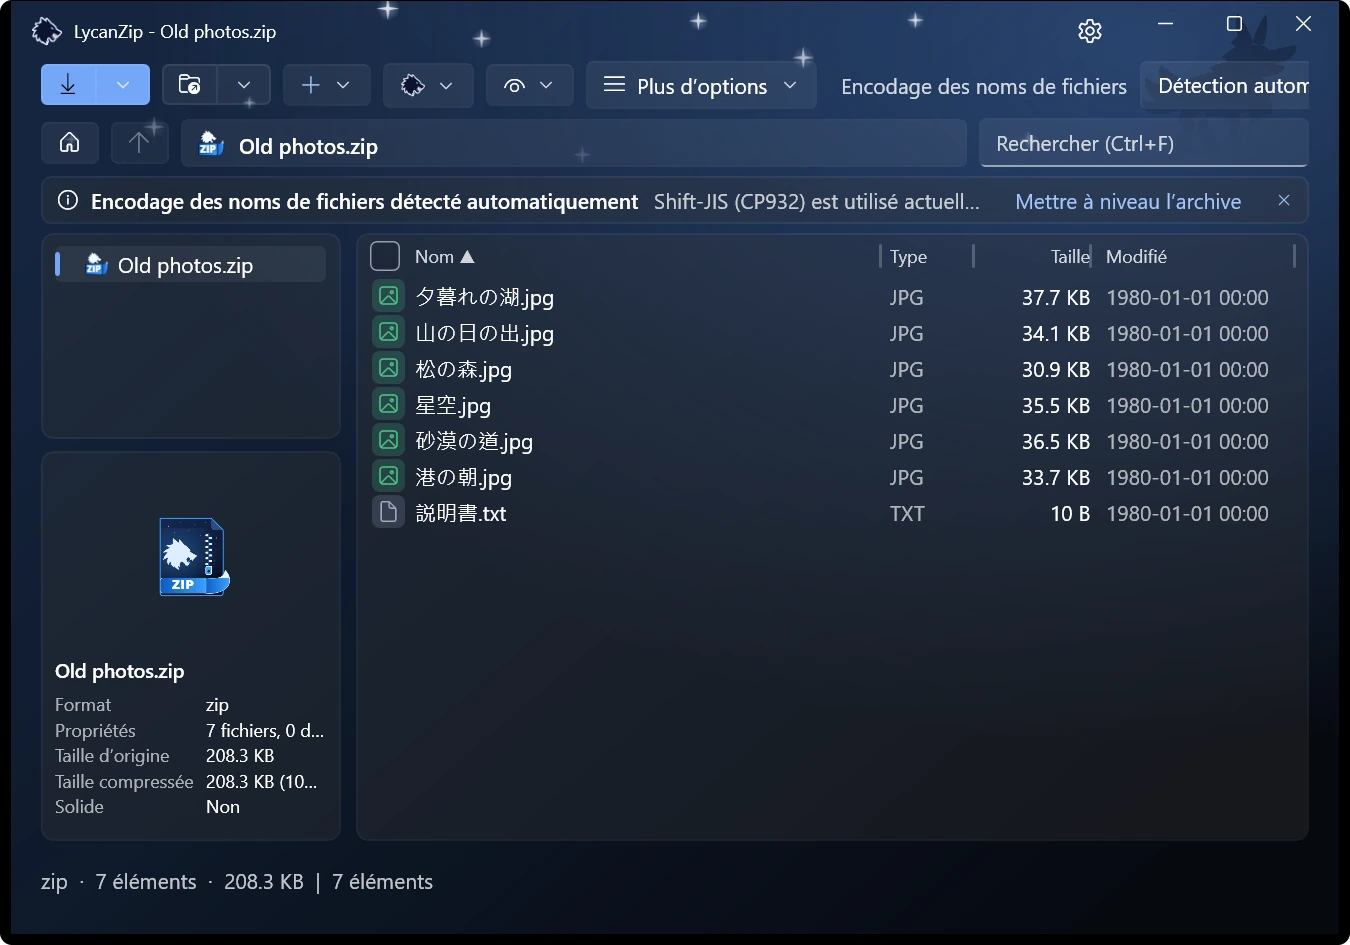 LycanZip - Old photos.zip
Plus d’options Encodage des noms de fichiers Détection autom
Old photos.zip Rechercher (Ctrl+F)
Encodage des noms de fichiers détecté automatiquement Shift-JIS (CP932) est utilisé actuell... Mettre à niveau l’archive
Old photos.zip
Nom Type Taille Modifié
夕暮れの湖.jpg JPG 37.7 KB 1980-01-01 00:00
山の日の出.jpg JPG 34.1 KB 1980-01-01 00:00
松の森.jpg JPG 30.9 KB 1980-01-01 00:00
星空.jpg JPG 35.5 KB 1980-01-01 00:00
砂漠の道.jpg JPG 36.5 KB 1980-01-01 00:00
港の朝.jpg JPG 33.7 KB 1980-01-01 00:00
説明書.txt TXT 10 B 1980-01-01 00:00
ZIP
Old photos.zip
Format zip
Propriétés 7 fichiers, 0 d...
Taille d’origine 208.3 KB
Taille compressée 208.3 KB (10...
Solide Non
zip · 7 éléments · 208.3 KB | 7 éléments